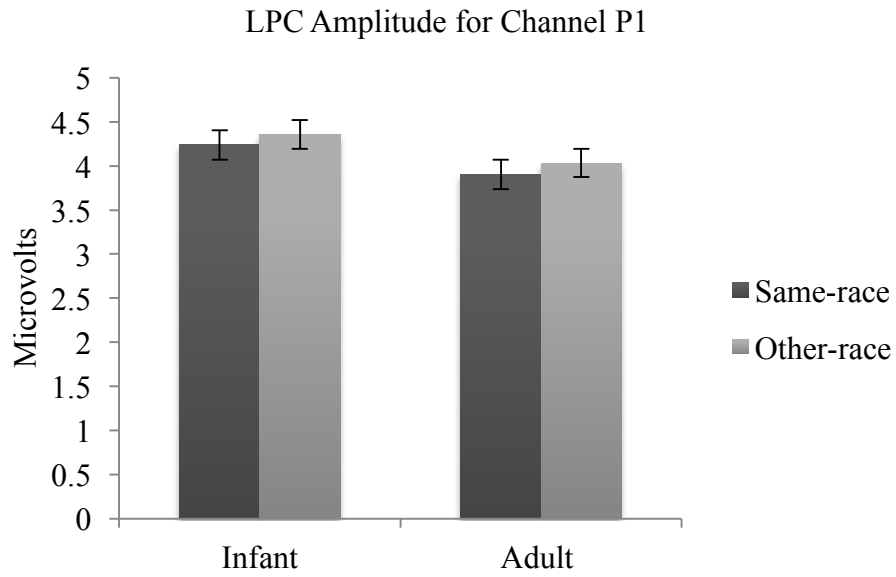 LPC Amplitude for Channel P1
5
4.5
4
3.5
3
2.5
2
1.5
1
0.5
0
Microvolts
Infant
Adult
Same-race
Other-race